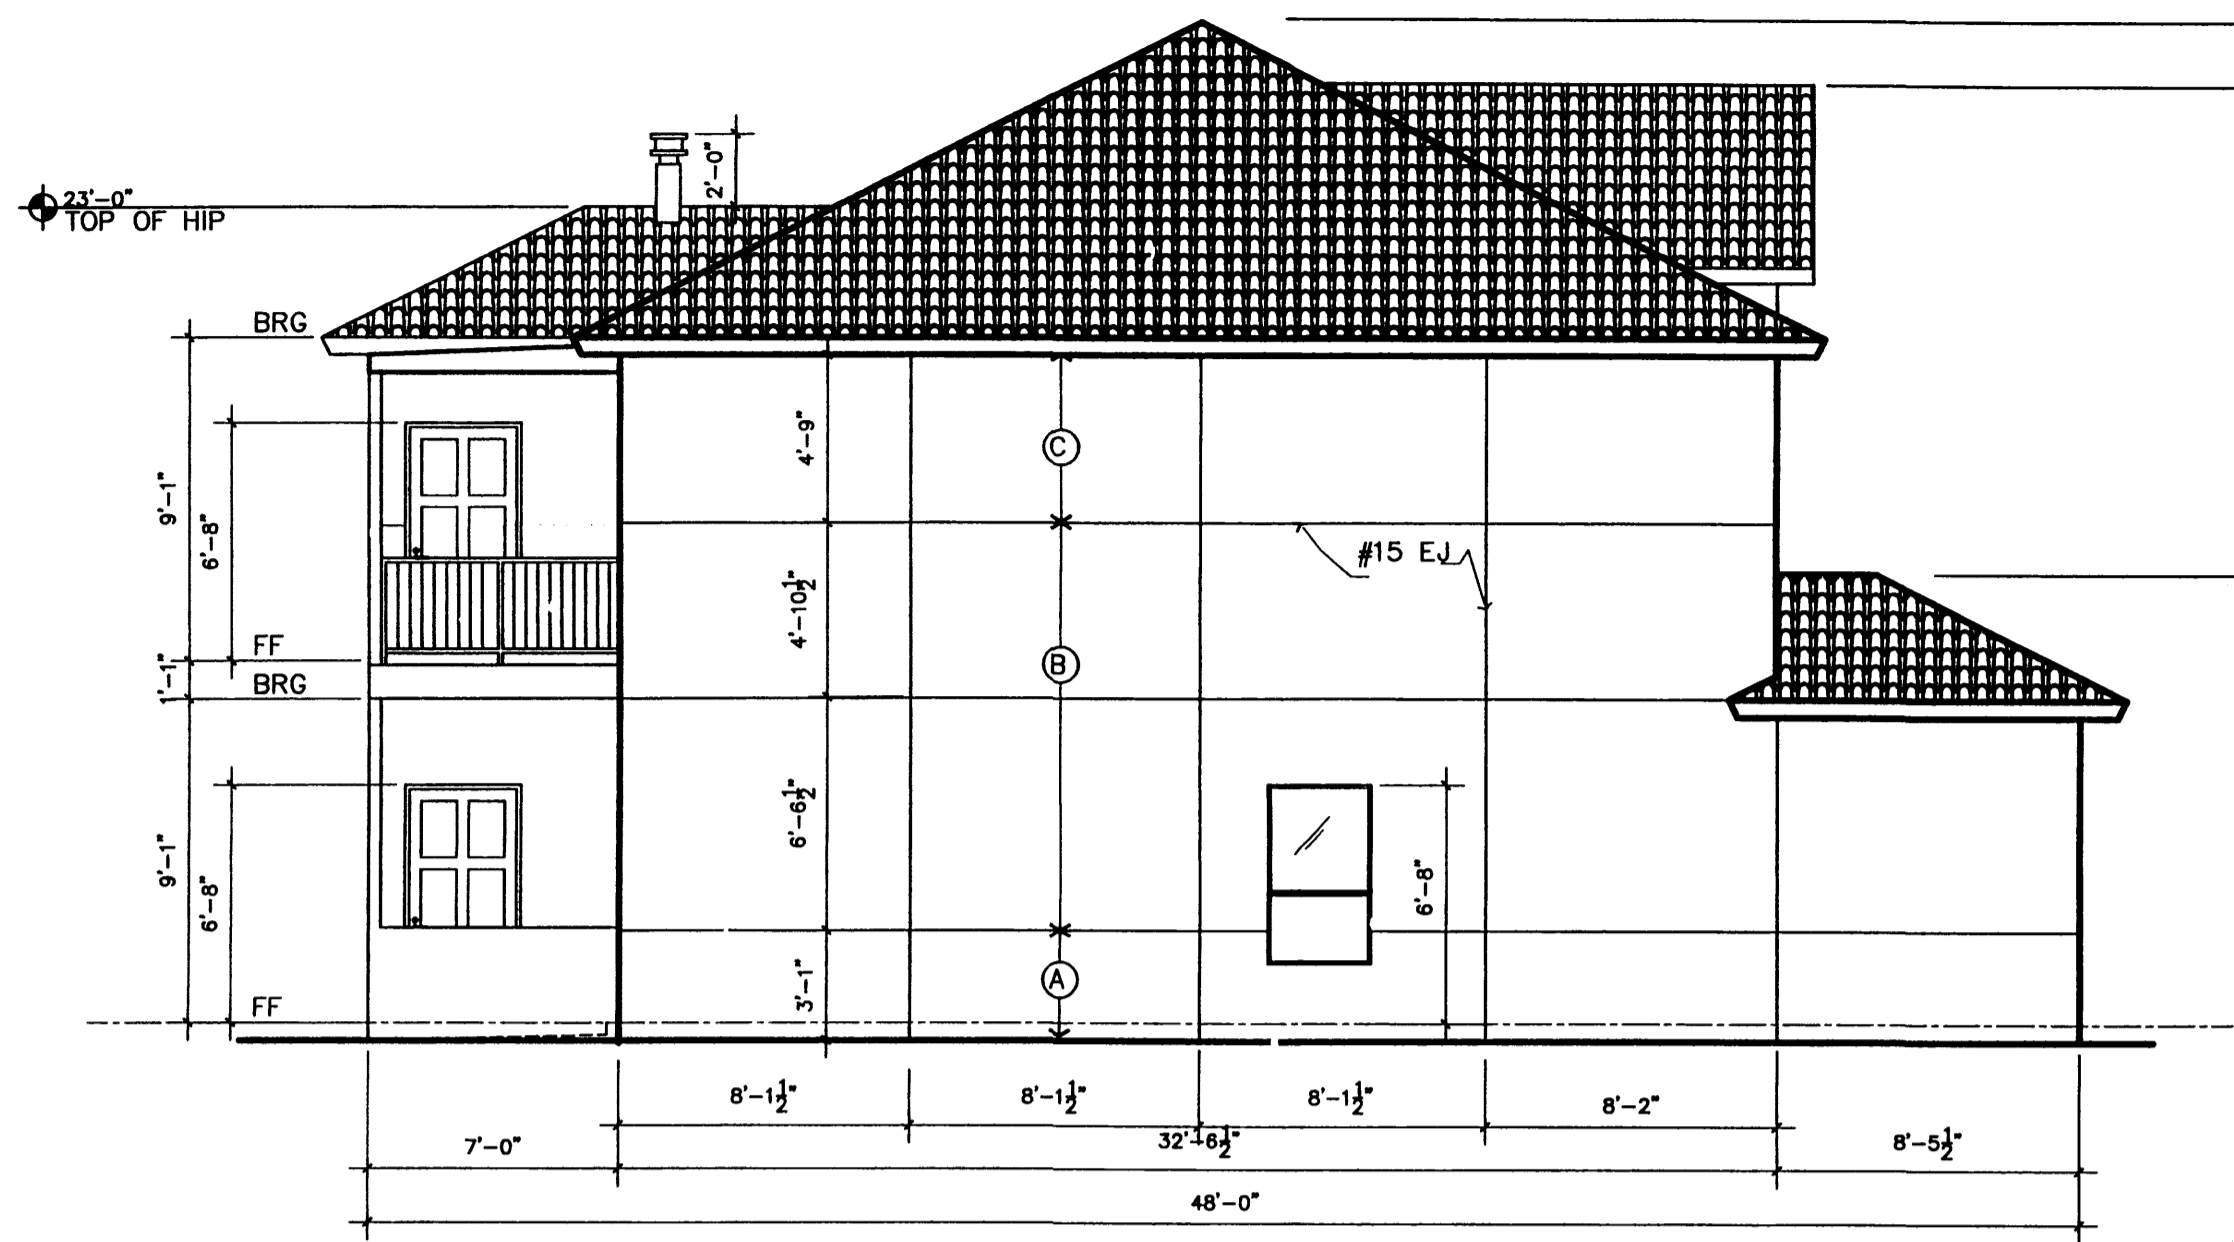 23'-0"
TOP OF HIP
2'-0"
BRG
4'-9"
C
9'-1"
6'-8"
#15 EJ
4'-10½"
FF
B
1'-1"
BRG
6'-6½"
9'-1"
6'-8"
6'-8"
3'-1"
A
FF
8'-1½"
8'-1½"
8'-1½"
8'-2"
7'-0"
32'-6½"
8'-5½"
48'-0"